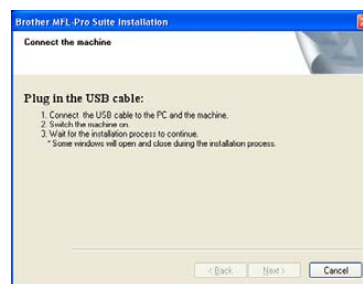 Brother MFL-Pro Suite Installation
Connect the machine
Plug in the USB cable:
1. Connect the USB cable to the PC and the machine.
2. Switch the machine on.
3. Wait for the installation process to continue.
* Some windows will open and close during the installation process.
< Back
Next >
Cancel